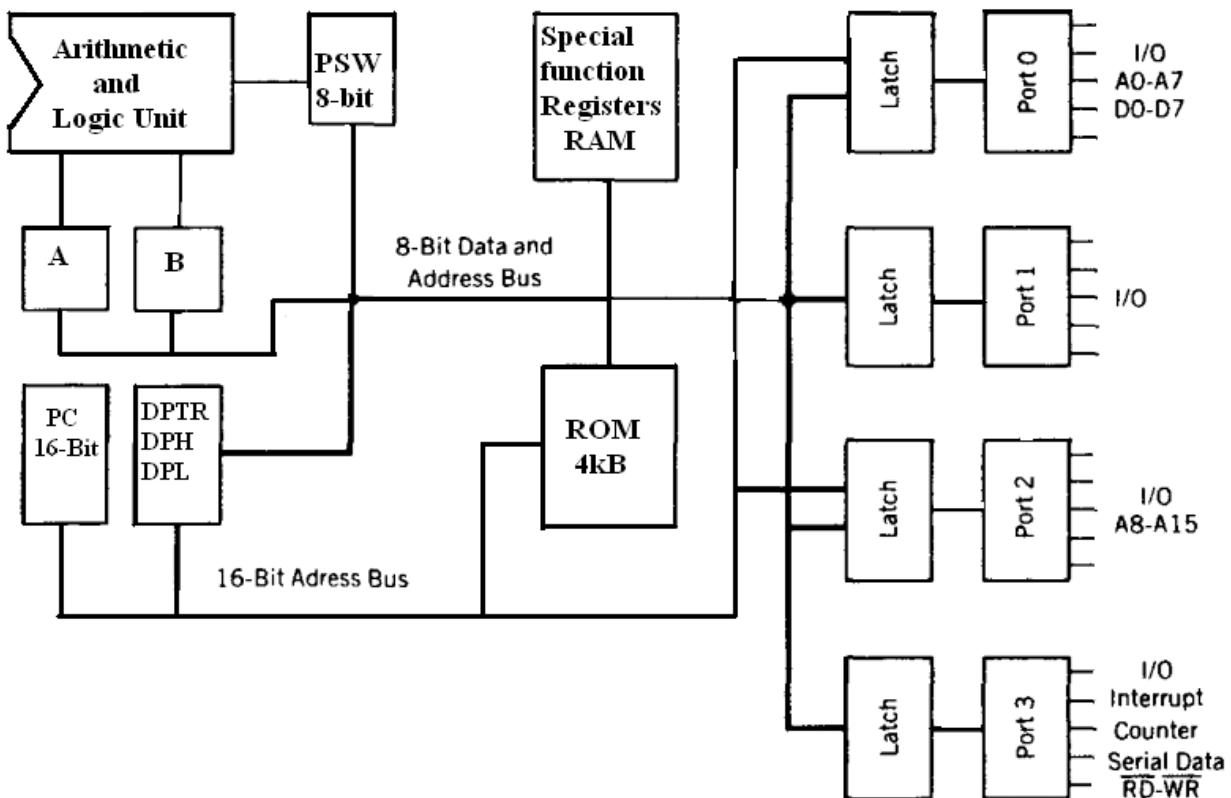 Arithmetic
and
Logic Unit
PSW
8-bit
Special
function
Registers
RAM
Latch
Port 0
I/O
A0-A7
D0-D7
A
B
8-Bit Data and
Address Bus
Latch
Port 1
I/O
PC
16-Bit
DPTR
DPH
DPL
ROM
4kB
16-Bit Adress Bus
Latch
Port 2
I/O
A8-A15
Latch
Port 3
I/O
Interrupt
Counter
Serial Data
R̅D̅-W̅R̅